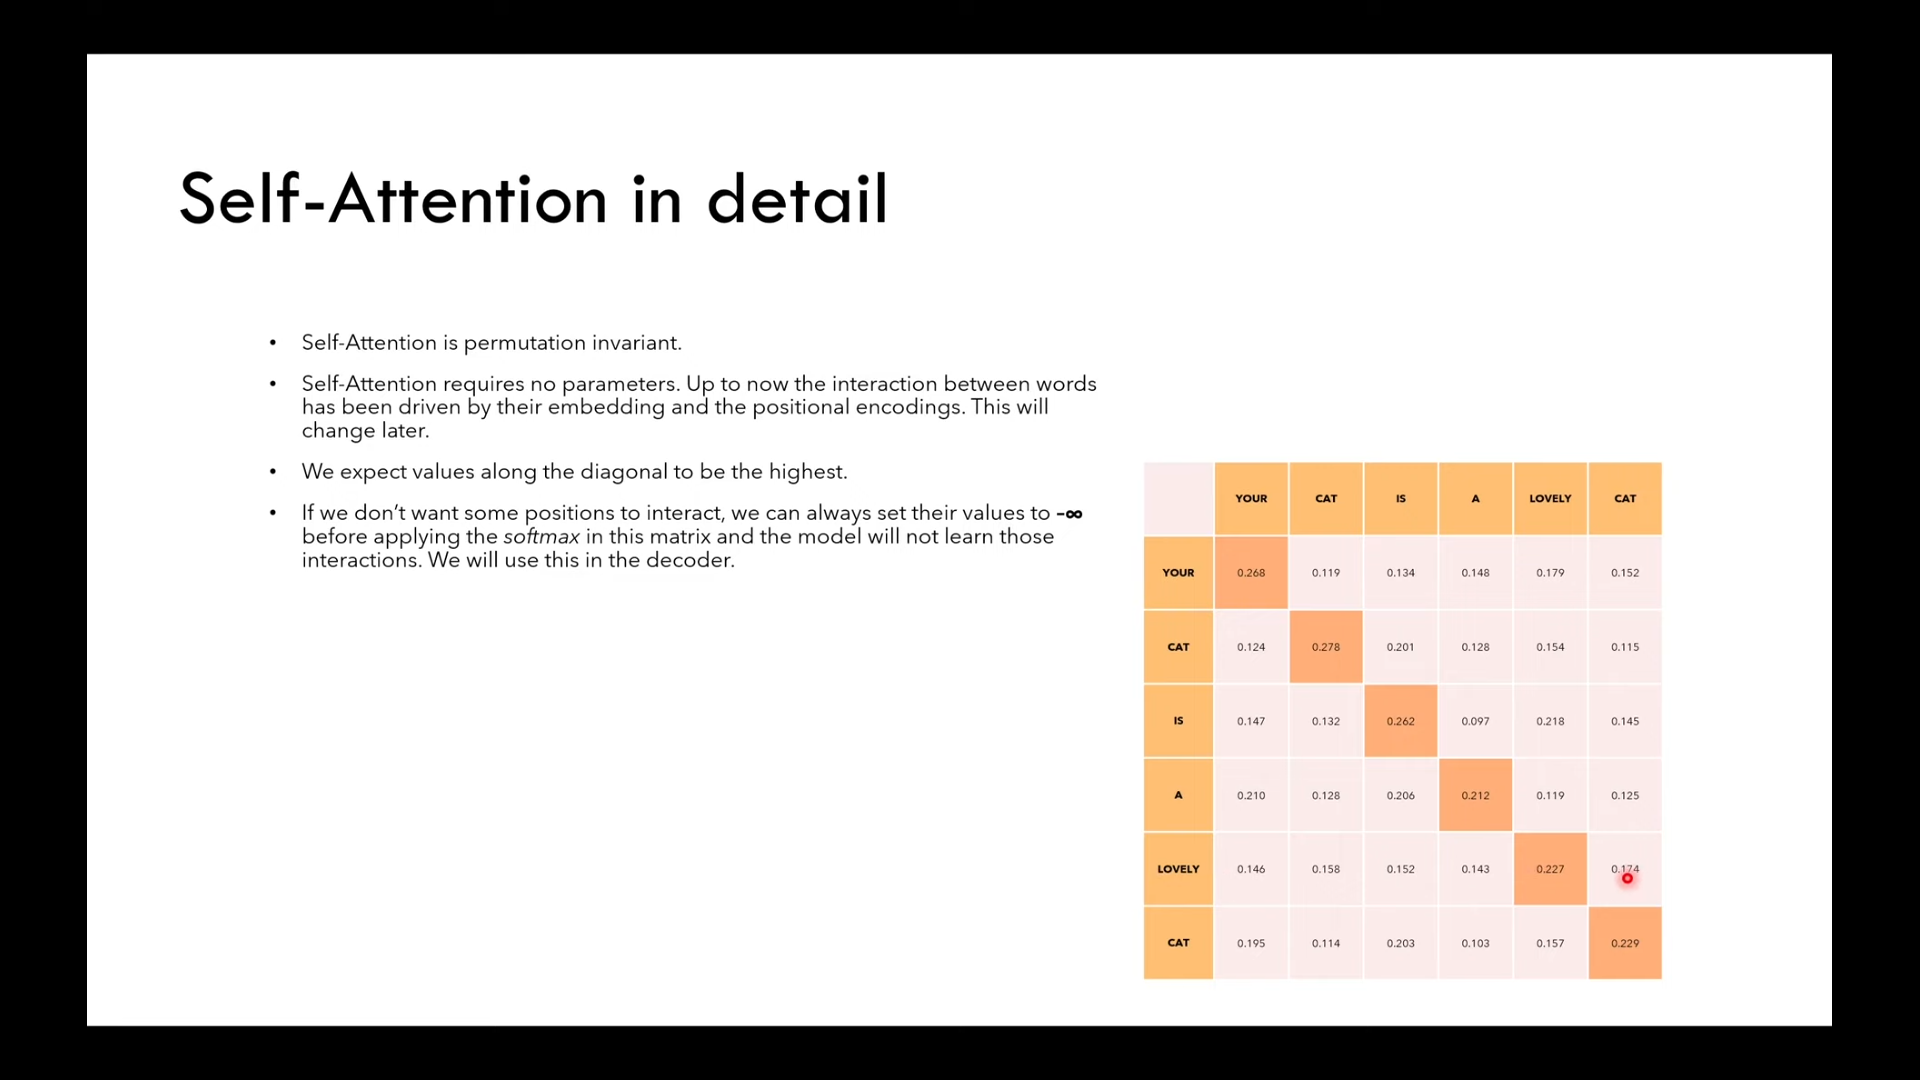 Self-Attention in detail
• Self-Attention is permutation invariant.
• Self-Attention requires no parameters. Up to now the interaction between words
has been driven by their embedding and the positional encodings. This will
change later.
• We expect values along the diagonal to be the highest.
• If we don’t want some positions to interact, we can always set their values to -∞
before applying the softmax in this matrix and the model will not learn those
interactions. We will use this in the decoder.
YOUR CAT IS A LOVELY CAT
YOUR 0.268 0.119 0.134 0.148 0.179 0.152
CAT 0.124 0.278 0.201 0.128 0.154 0.115
IS 0.147 0.132 0.262 0.097 0.218 0.145
A 0.210 0.128 0.206 0.212 0.119 0.125
LOVELY 0.146 0.158 0.152 0.143 0.227 0.174
CAT 0.195 0.114 0.203 0.103 0.157 0.229